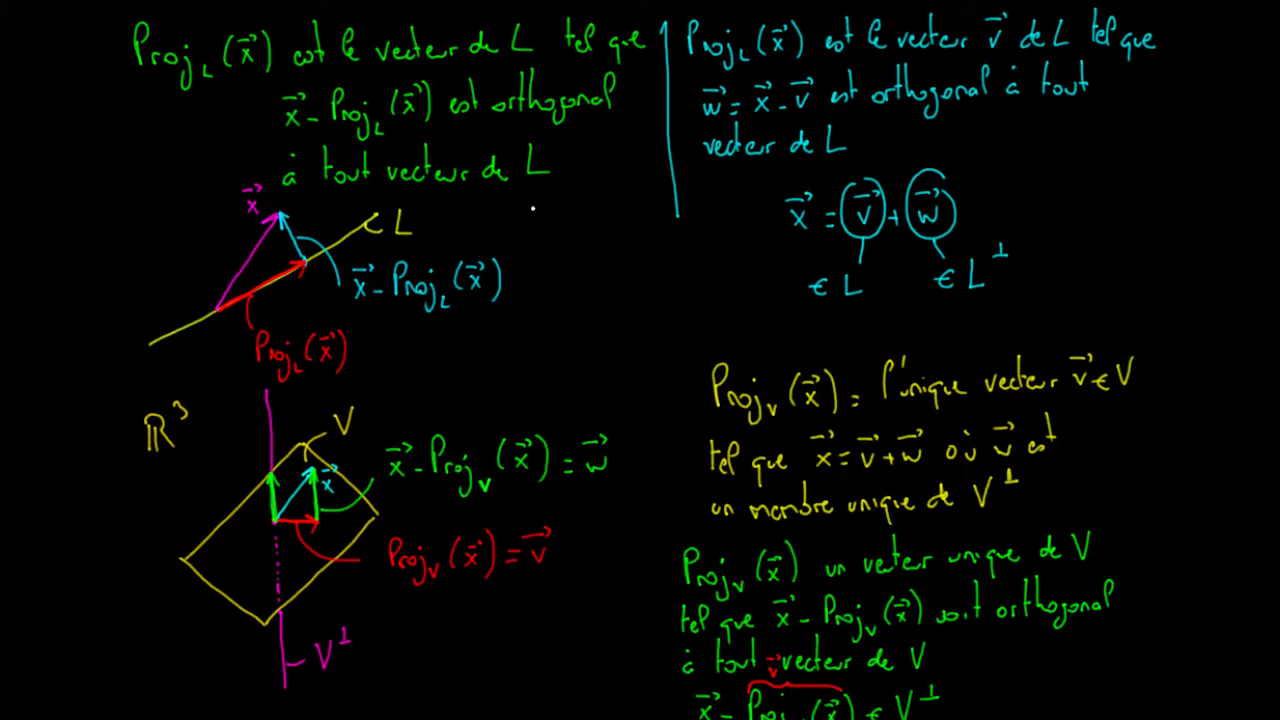 Proj_L(x⃗) est le vecteur de L tel que
x⃗ - Proj_L(x⃗) est orthogonal
à tout vecteur de L
x⃗
L
x⃗ - Proj_L(x⃗)
Proj_L(x⃗)
Proj_L(x⃗) est le vecteur v⃗ de L tel que
w⃗ = x⃗ - v⃗ est orthogonal à tout
vecteur de L
x⃗ = v⃗ + w⃗
∈ L ∈ L^⊥
ℝ³
V
x⃗ - Proj_V(x⃗) = w⃗
x⃗
Proj_V(x⃗) = v⃗
V^⊥
Proj_V(x⃗) = l'unique vecteur v⃗ ∈ V
tel que x⃗ = v⃗ + w⃗ où w⃗ est
un membre unique de V^⊥
Proj_V(x⃗) un vecteur unique de V
tel que x⃗ - Proj_V(x⃗) soit orthogonal
à tout vecteur de V
v⃗
x⃗ - Proj_V(x⃗) ∈ V^⊥